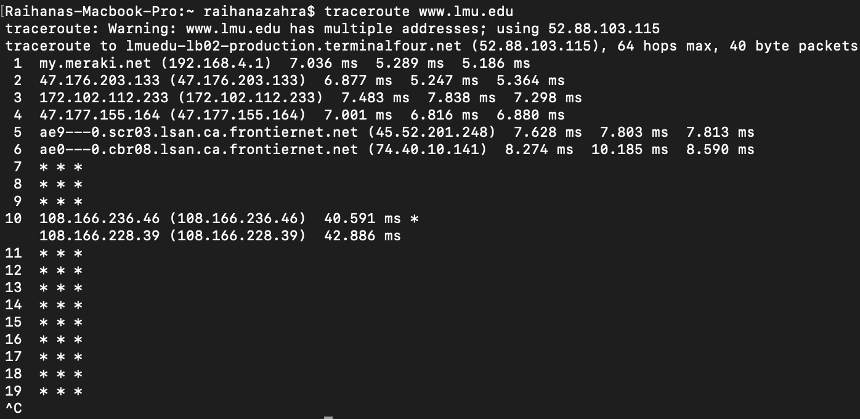 [Raihanas-Macbook-Pro:~ raihanazahra$ traceroute www.lmu.edu
traceroute: Warning: www.lmu.edu has multiple addresses; using 52.88.103.115
traceroute to lmuedu-lb02-production.terminalfour.net (52.88.103.115), 64 hops max, 40 byte packets
 1  my.meraki.net (192.168.4.1)  7.036 ms  5.289 ms  5.186 ms
 2  47.176.203.133 (47.176.203.133)  6.877 ms  5.247 ms  5.364 ms
 3  172.102.112.233 (172.102.112.233)  7.483 ms  7.838 ms  7.298 ms
 4  47.177.155.164 (47.177.155.164)  7.001 ms  6.816 ms  6.880 ms
 5  ae9---0.scr03.lsan.ca.frontiernet.net (45.52.201.248)  7.628 ms  7.803 ms  7.813 ms
 6  ae0---0.cbr08.lsan.ca.frontiernet.net (74.40.10.141)  8.274 ms  10.185 ms  8.590 ms
 7  * * *
 8  * * *
 9  * * *
10  108.166.236.46 (108.166.236.46)  40.591 ms *
    108.166.228.39 (108.166.228.39)  42.886 ms
11  * * *
12  * * *
13  * * *
14  * * *
15  * * *
16  * * *
17  * * *
18  * * *
19  * * *
^C